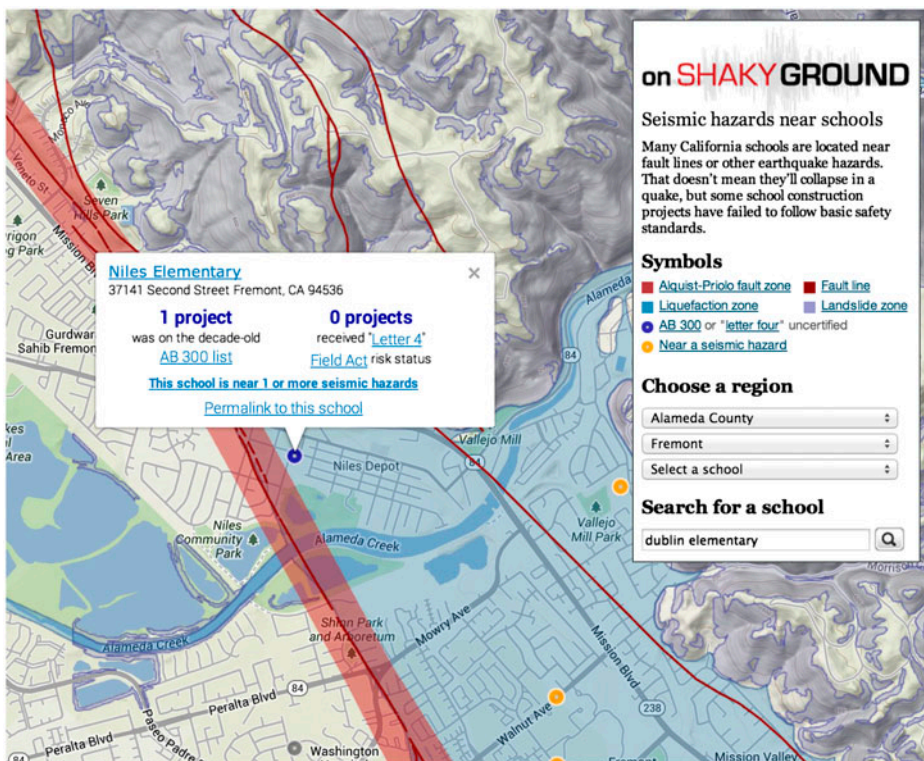 on SHAKY GROUND
Seismic hazards near schools
Many California schools are located near
fault lines or other earthquake hazards.
That doesn't mean they'll collapse in a
quake, but some school construction
projects have failed to follow basic safety
standards.
Symbols
Alquist-Priolo fault zone
Fault line
Liquefaction zone
Landslide zone
AB 300 or "letter four" uncertified
Near a seismic hazard
Choose a region
Alameda County
Fremont
Select a school
Search for a school
dublin elementary
Niles Elementary
37141 Second Street Fremont, CA 94536
1 project
0 projects
was on the decade-old
received "Letter 4"
AB 300 list
Field Act risk status
This school is near 1 or more seismic hazards
Permalink to this school
Veneto St
Seven
Hills Park
Mission Bl
Gurdwar
Sahib Fremon
Alameda
84
Vallejo Mill
84
Niles Depot
Niles
Community
Park
Alameda Creek
Vallejo
Mill Park
Alameda Creek
Park
and Arboretum
Mowry Ave
Mission Blvd
238
Walnut Ave
84
Peralta Blvd
Peralta Blvd
84
Paseo Padre
Washington
Fremont
Mission Valley